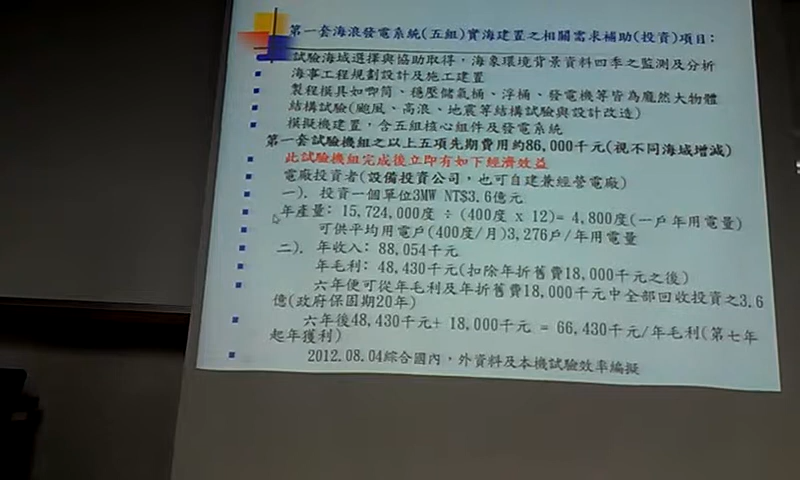 第一套海浪發電系統(五組)實海建置之相關需求補助(投資)項目:
試驗海域選擇與協助取得，海象環境背景資料四季之監測及分析
海事工程規劃設計及施工建置
製程模具如唧筒、穩壓儲氣桶、浮桶、發電機等皆為龐然大物體
結構試驗(颱風、高浪、地震等結構試驗與設計改造)
模擬機建置，含五組核心組件及發電系統
第一套試驗機組之以上五項先期費用約86,000千元(視不同海域增減)
此試驗機組完成後立即有如下經濟效益
電廠投資者(設備投資公司，也可自建兼經營電廠)
一). 投資一個單位3MW NT$3.6億元
年產量: 15,724,000度 ÷ (400度 x 12)= 4,800度(一戶年用電量)
可供平均用電戶(400度/月)3,276戶/年用電量
二). 年收入: 88,054千元
年毛利: 48,430千元(扣除年折舊費18,000千元之後)
六年便可從年毛利及年折舊費18,000千元中全部回收投資之3.6
億(政府保固期20年)
六年後48,430千元+ 18,000千元 = 66,430千元/年毛利(第七年
起年獲利)
2012.08.04綜合國內，外資料及本機試驗效率編擬